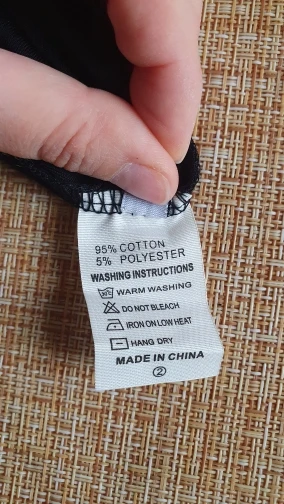 95% COTTON
5% POLYESTER
WASHING INSTRUCTIONS
WARM WASHING
DO NOT BLEACH
IRON ON LOW HEAT
HANG DRY
MADE IN CHINA
②